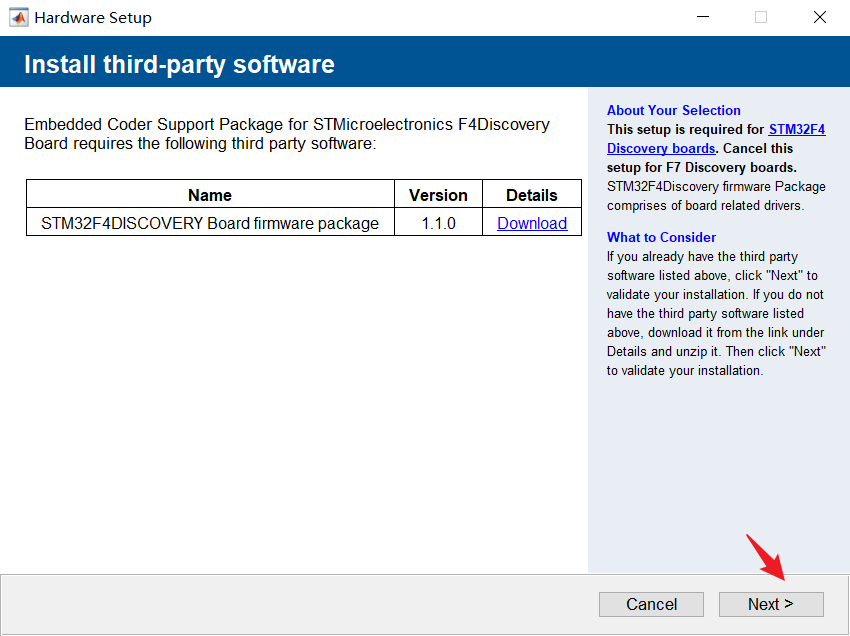 Hardware Setup
Install third-party software
Embedded Coder Support Package for STMicroelectronics F4Discovery
Board requires the following third party software:
Name Version Details
STM32F4DISCOVERY Board firmware package 1.1.0 Download
About Your Selection
This setup is required for STM32F4
Discovery boards. Cancel this
setup for F7 Discovery boards.
STM32F4Discovery firmware Package
comprises of board related drivers.
What to Consider
If you already have the third party
software listed above, click "Next" to
validate your installation. If you do not
have the third party software listed
above, download it from the link under
Details and unzip it. Then click "Next"
to validate your installation.
Cancel
Next >